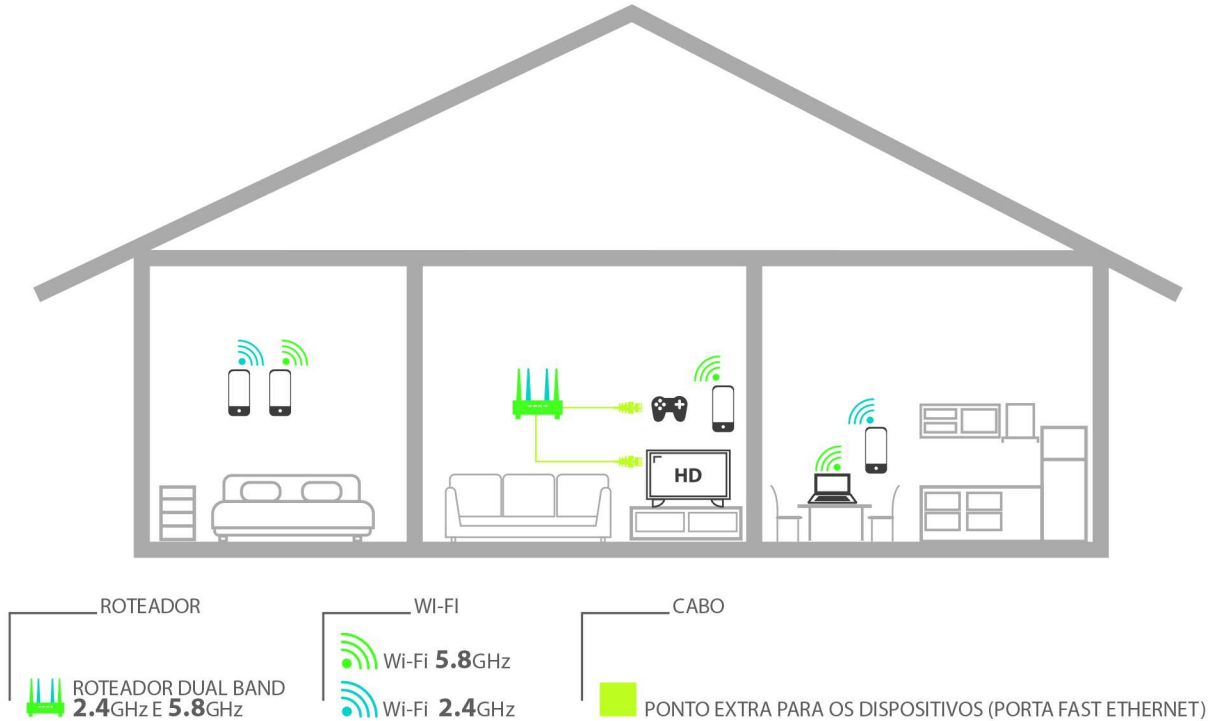 HD
ROTEADOR
ROTEADOR DUAL BAND
2.4GHz E 5.8GHz
WI-FI
Wi-Fi 5.8GHz
Wi-Fi 2.4GHz
CABO
PONTO EXTRA PARA OS DISPOSITIVOS (PORTA FAST ETHERNET)